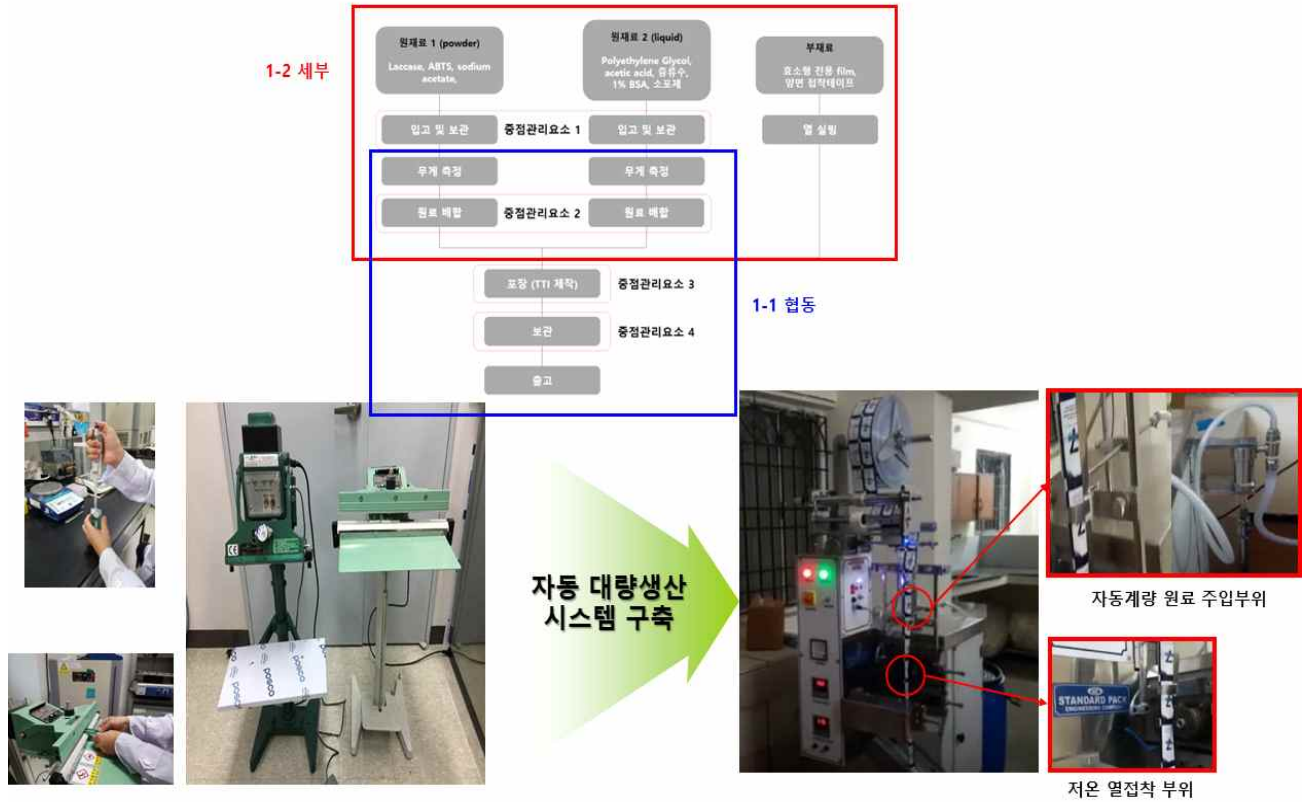 1-2 세부
원재료 1 (powder)
Laccase, ABTS, sodium
acetate,
원재료 2 (liquid)
Polyethylene Glycol,
acetic acid, 증류수,
1% BSA, 소포제
부재료
효소형 전용 film,
양면 접착테이프
입고 및 보관
중점관리요소 1
입고 및 보관
열 실링
무게 측정
무게 측정
원료 배합
중점관리요소 2
원료 배합
포장 (TTI 제작)
중점관리요소 3
1-1 협동
보관
중점관리요소 4
출고
자동 대량생산
시스템 구축
자동계량 원료 주입부위
저온 열접착 부위
CE
posco
posco
posco
STANDARD PACK
ENGINEERING COMPANY